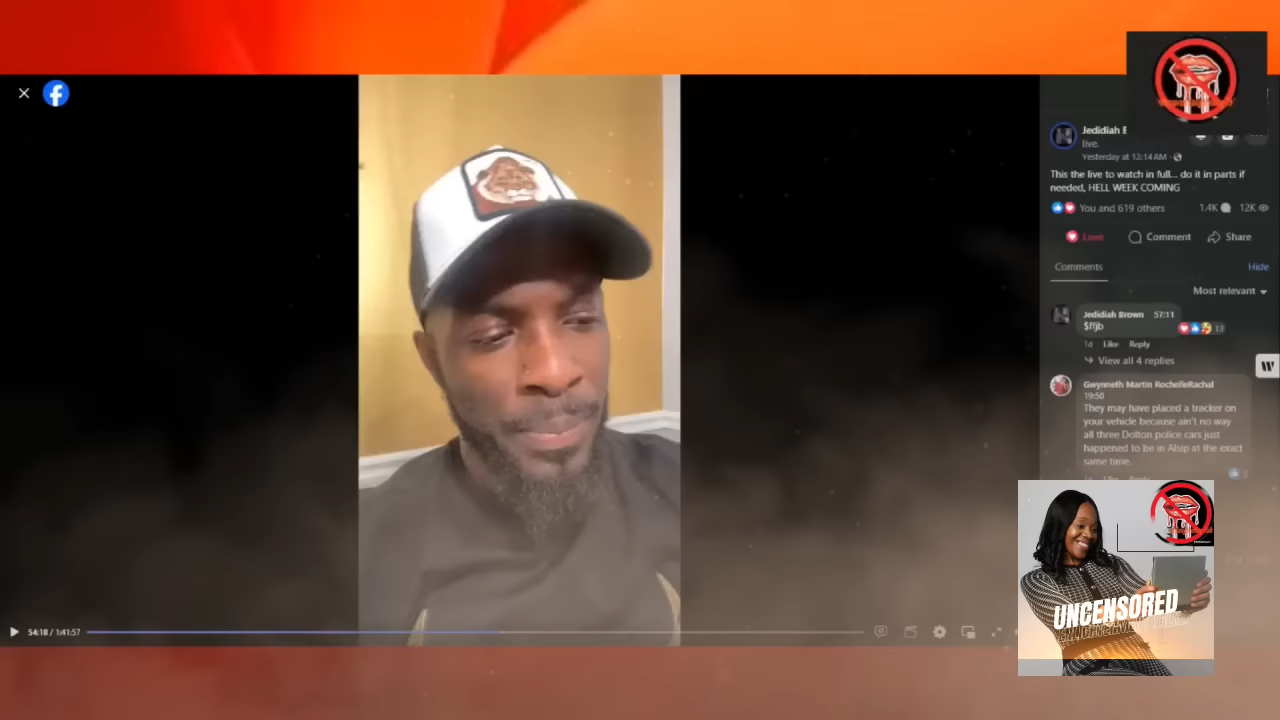 Jedidiah B
live.
Yesterday at 12:14 AM
This the live to watch in full... do it in parts if
needed, HELL WEEK COMING
You and 619 others 1.4K 12K
Love Comment Share
Comments Hide
Most relevant
Jedidiah Brown 57:11
$ffjb
13
1d Like Reply
View all 4 replies
Gwynneth Martin RochelleRachal
19:50
They may have placed a tracker on
your vehicle because ain't no way
all three Dolton police cars just
happened to be in Alsip at the exact
same time.
W
UNCENSORED
54:18 / 1:41:57